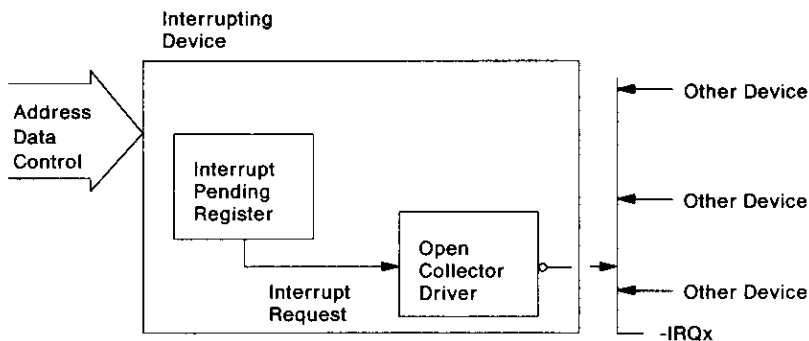 Interrupting
Device
Address
Data
Control
Interrupt
Pending
Register
Open
Collector
Driver
Interrupt
Request
Other Device
Other Device
Other Device
-IRQx